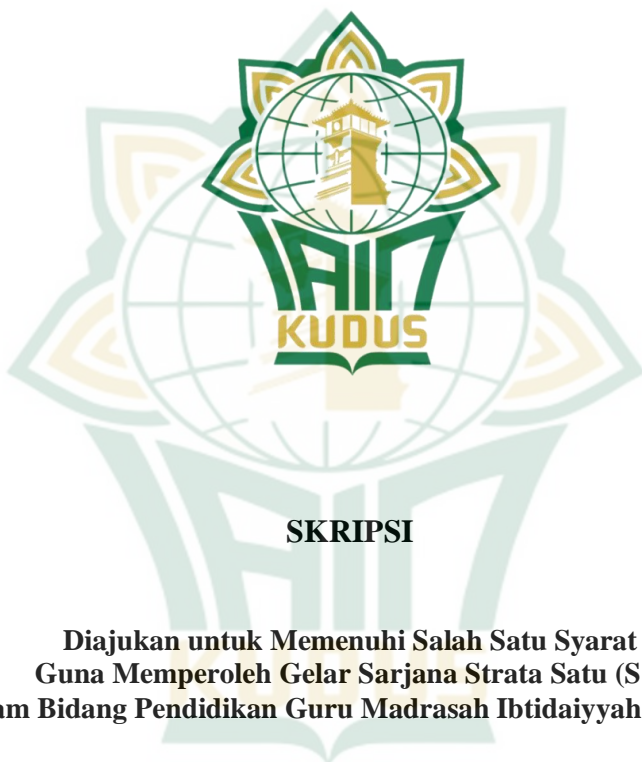 IAIN
KUDUS
SKRIPSI
Diajukan untuk Memenuhi Salah Satu Syarat
Guna Memperoleh Gelar Sarjana Strata Satu (S
Bidang Pendidikan Guru Madrasah Ibtidaiyyah